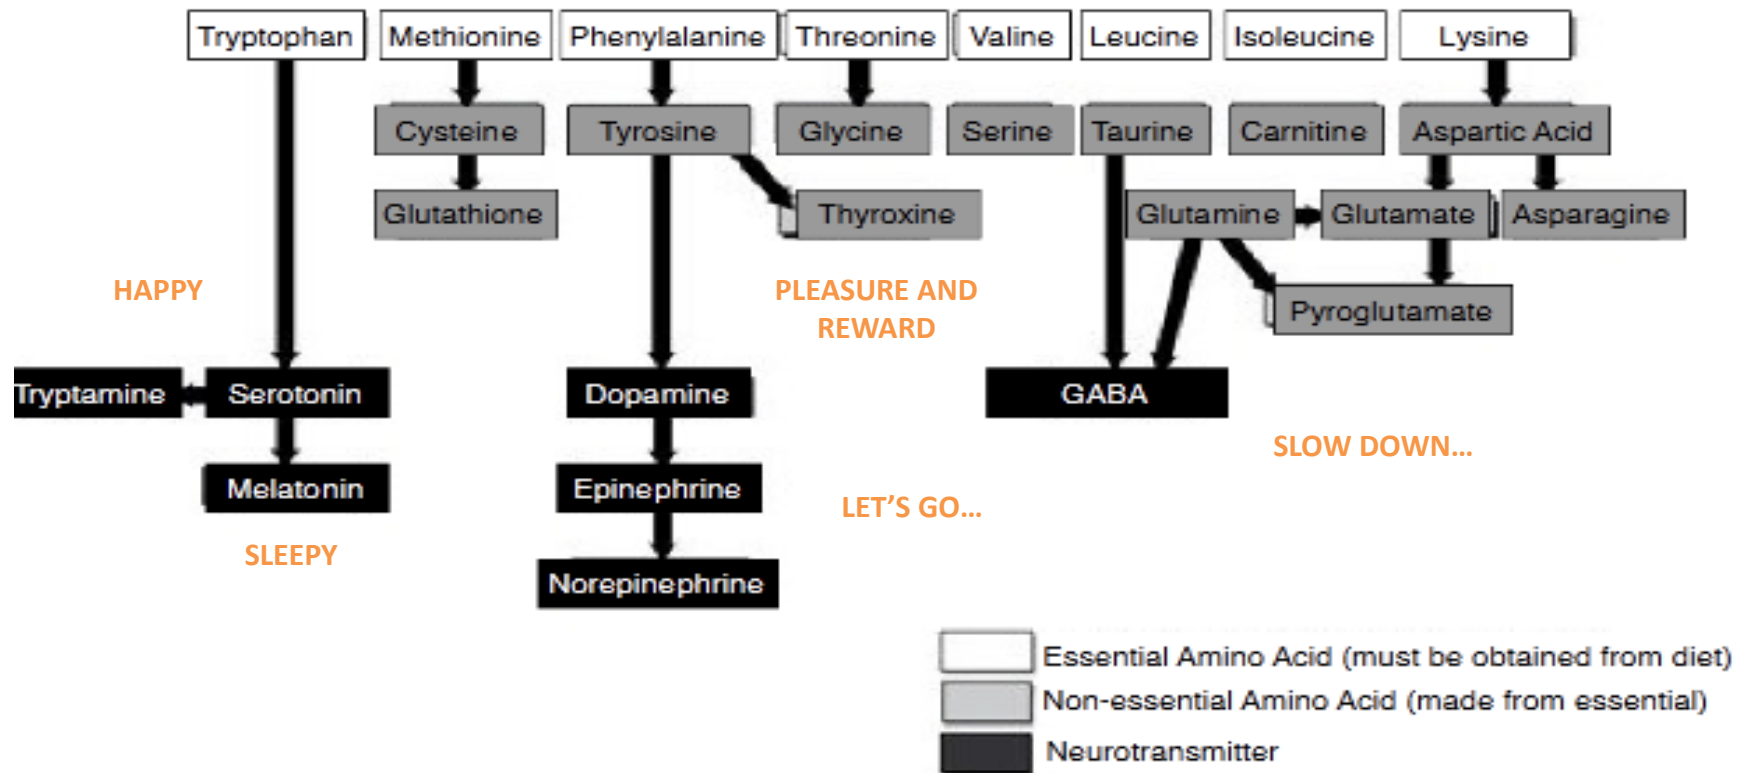 Tryptophan Methionine Phenylalanine Threonine Valine Leucine Isoleucine Lysine
Cysteine Tyrosine Glycine Serine Taurine Carnitine Aspartic Acid
Glutathione Thyroxine Glutamine Glutamate Asparagine
HAPPY PLEASURE AND
REWARD Pyroglutamate
Tryptamine Serotonin Dopamine GABA
SLOW DOWN...
Melatonin Epinephrine LET’S GO...
SLEEPY
Norepinephrine
Essential Amino Acid (must be obtained from diet)
Non-essential Amino Acid (made from essential)
Neurotransmitter